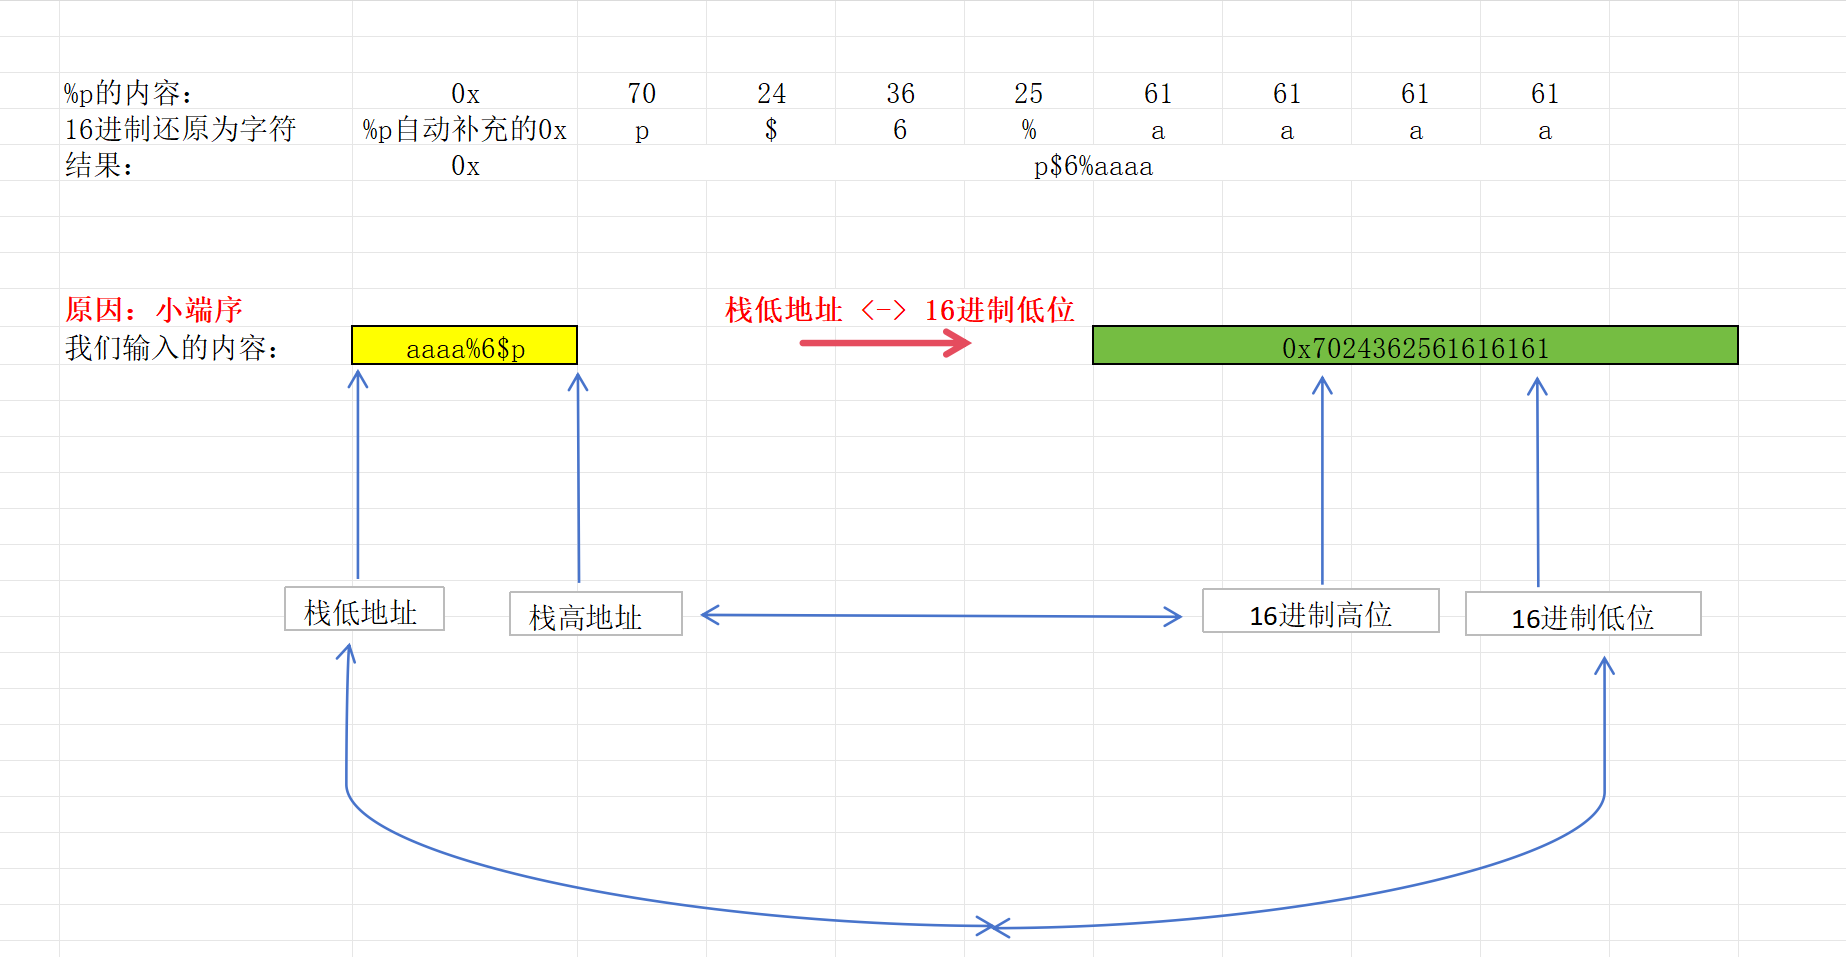 %p的内容: 0x 70 24 36 25 61 61 61 61
16进制还原为字符 %p自动补充的0x p $ 6 % a a a a
结果: 0x p$6%aaaa
原因：小端序 栈低地址 <-> 16进制低位
我们输入的内容: aaaa%6$p 0x7024362561616161
栈低地址 栈高地址 16进制高位 16进制低位